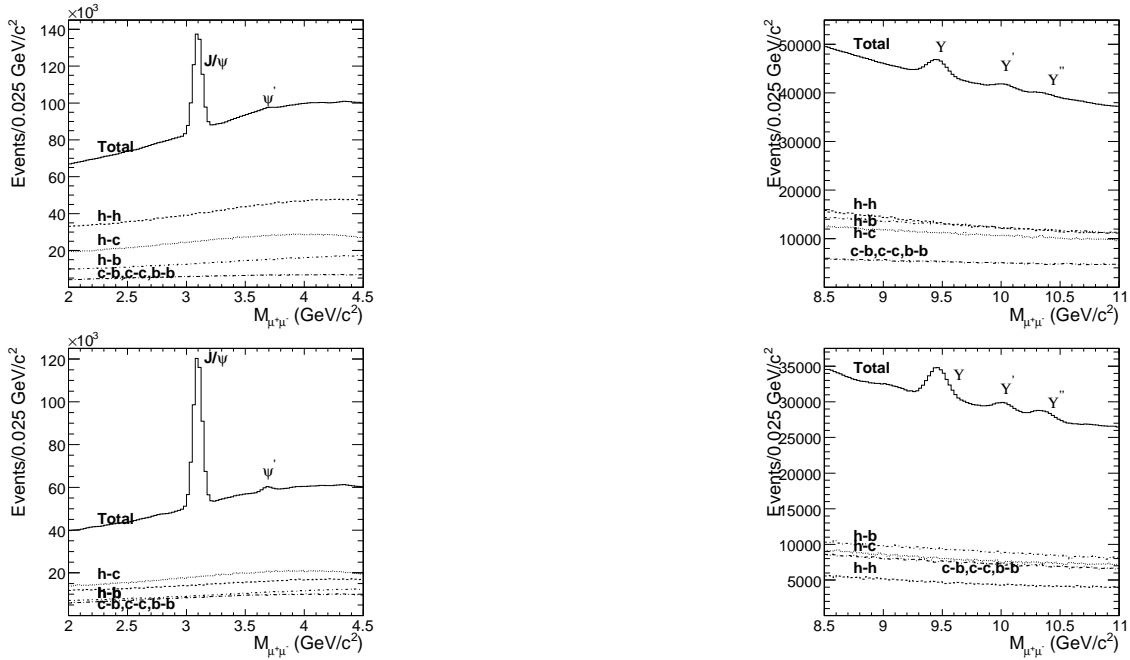 ×10³
Events/0.025 GeV/c²
140
120
100
80
60
40
20
J/ψ
ψ'
Total
h-h
h-c
h-b
c-b,c-c,b-b
2 2.5 3 3.5 4 4.5
M μ⁺μ⁻ (GeV/c²)
Events/0.025 GeV/c²
50000
40000
30000
20000
10000
Total
Υ
Υ'
Υ''
h-h
h-b
h-c
c-b,c-c,b-b
8.5 9 9.5 10 10.5 11
M μ⁺μ⁻ (GeV/c²)
×10³
Events/0.025 GeV/c²
120
100
80
60
40
20
0
J/ψ
ψ'
Total
h-c
h-b
c-b,c-c,b-b
2 2.5 3 3.5 4 4.5
M μ⁺μ⁻ (GeV/c²)
Events/0.025 GeV/c²
35000
30000
25000
20000
15000
10000
5000
0
Total
Υ
Υ'
Υ''
h-b
h-c
c-b,c-c,b-b
h-h
8.5 9 9.5 10 10.5 11
M μ⁺μ⁻ (GeV/c²)